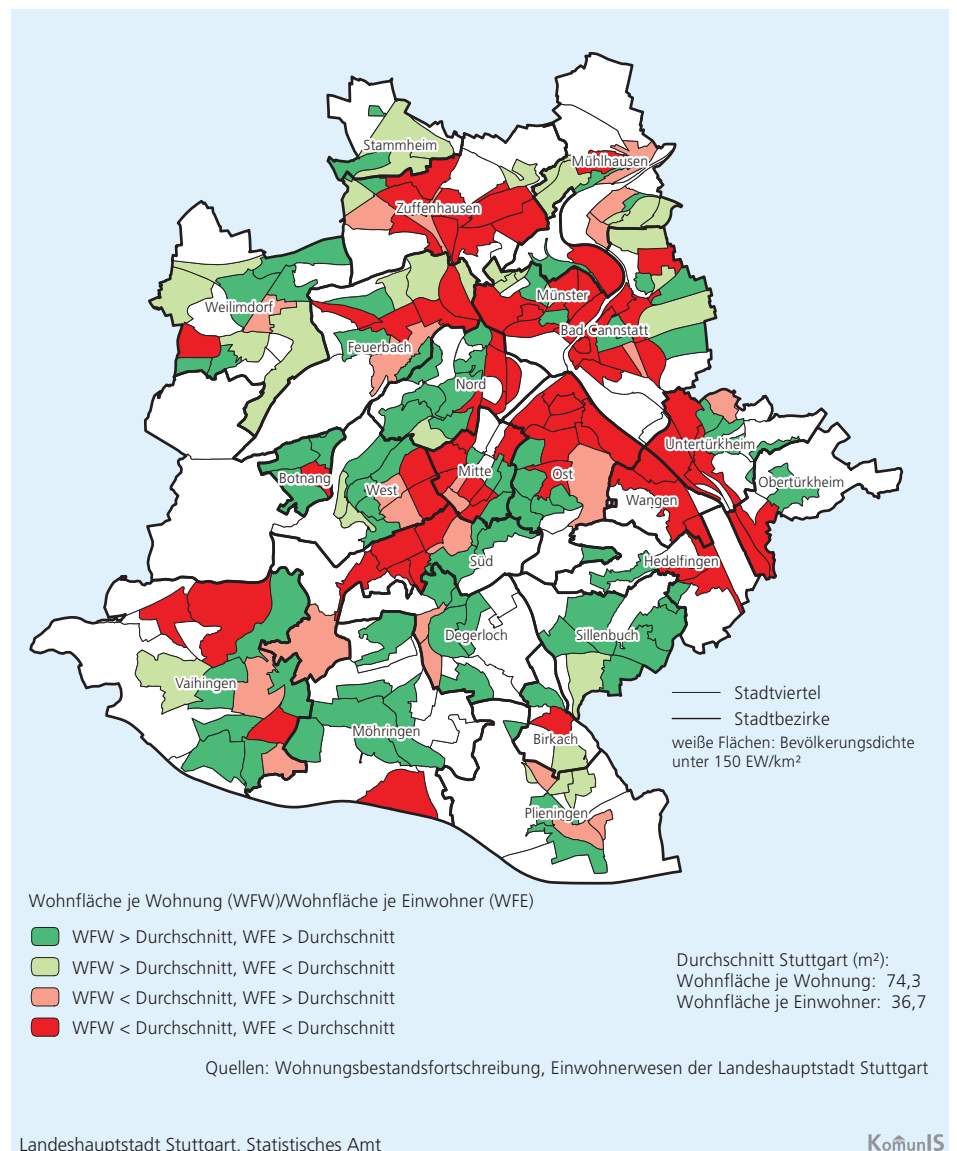 Stammheim
Mühlhausen
Zuffenhausen
Weilimdorf
Münster
Bad Cannstatt
Feuerbach
Nord
Untertürkheim
Botnang
West
Mitte
Ost
Obertürkheim
Wangen
Süd
Hedelfingen
Degerloch
Sillenbuch
Vaihingen
Möhringen
Birkach
Plieningen
Stadtviertel
Stadtbezirke
weiße Flächen: Bevölkerungsdichte
unter 150 EW/km²
Wohnfläche je Wohnung (WFW)/Wohnfläche je Einwohner (WFE)
WFW > Durchschnitt, WFE > Durchschnitt
WFW > Durchschnitt, WFE < Durchschnitt
WFW < Durchschnitt, WFE > Durchschnitt
WFW < Durchschnitt, WFE < Durchschnitt
Durchschnitt Stuttgart (m²):
Wohnfläche je Wohnung: 74,3
Wohnfläche je Einwohner: 36,7
Quellen: Wohnungsbestandsfortschreibung, Einwohnerwesen der Landeshauptstadt Stuttgart
Landeshauptstadt Stuttgart, Statistisches Amt
KomunIS